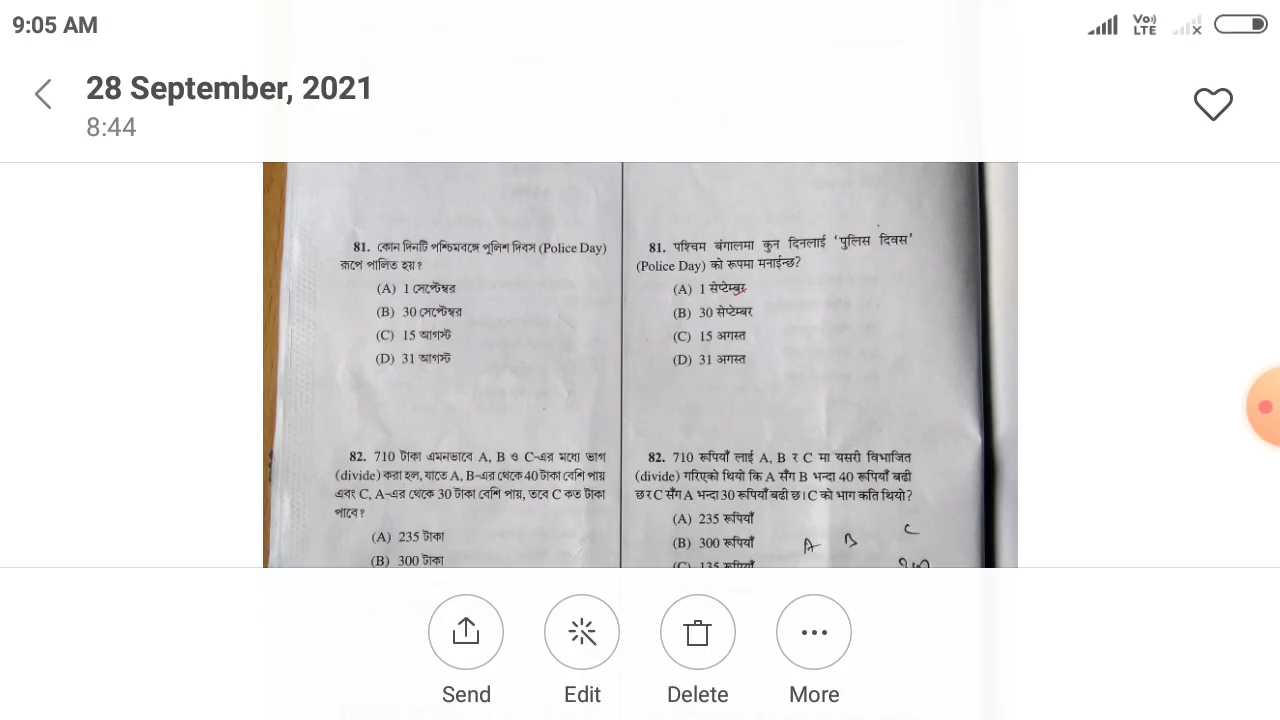 9:05 AM
Vo))
LTE
28 September, 2021
8:44
81. কোন দিনটি পশ্চিমবঙ্গে পুলিশ দিবস (Police Day)
রূপে পালিত হয়?
(A) 1 সেপ্টেম্বর
(B) 30 সেপ্টেম্বর
(C) 15 আগস্ট
(D) 31 আগস্ট
82. 710 টাকা এমনভাবে A, B ও C-এর মধ্যে ভাগ
(divide) করা হল, যাতে A, B-এর থেকে 40 টাকা বেশি পায়
এবং C, A-এর থেকে 30 টাকা বেশি পায়, তবে C কত টাকা
পাবে?
(A) 235 টাকা
(B) 300 টাকা
81. पश्चिम बंगालमा कुन दिनलाई ‘पुलिस दिवस’
(Police Day) को रूपमा मनाईन्छ?
(A) 1 सेप्टेम्बर
(B) 30 सेप्टेम्बर
(C) 15 अगस्त
(D) 31 अगस्त
82. 710 रूपियाँ लाई A, B र C मा यसरी विभाजित
(divide) गरिएको थियो कि A सँग B भन्दा 40 रूपियाँ बढी
छ र C सँग A भन्दा 30 रूपियाँ बढी छ। C को भाग कति थियो?
(A) 235 रूपियाँ
(B) 300 रूपियाँ
(C) 135 रूपियाँ
A B C
Send
Edit
Delete
More